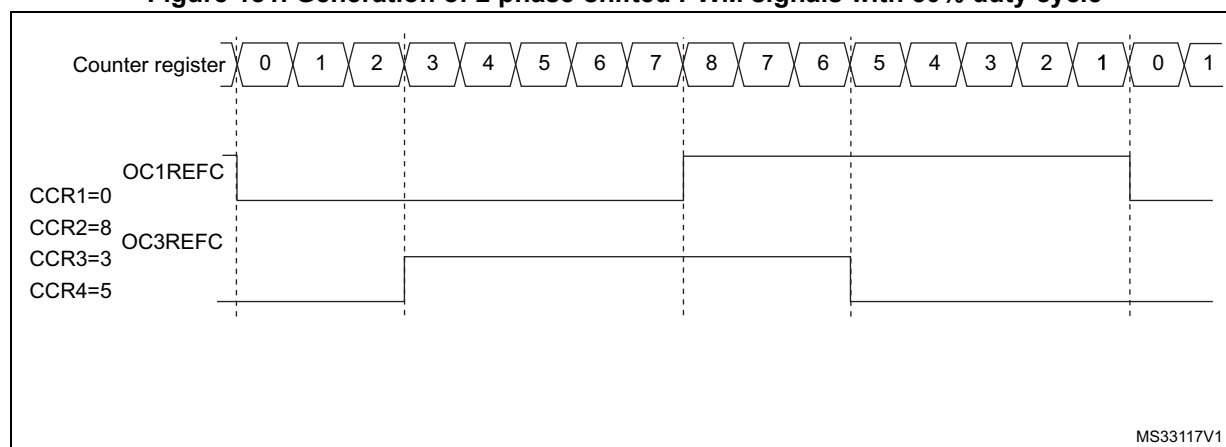 Counter register 0 1 2 3 4 5 6 7 8 7 6 5 4 3 2 1 0 1
OC1REFC
CCR1=0
CCR2=8
OC3REFC
CCR3=3
CCR4=5
MS33117V1